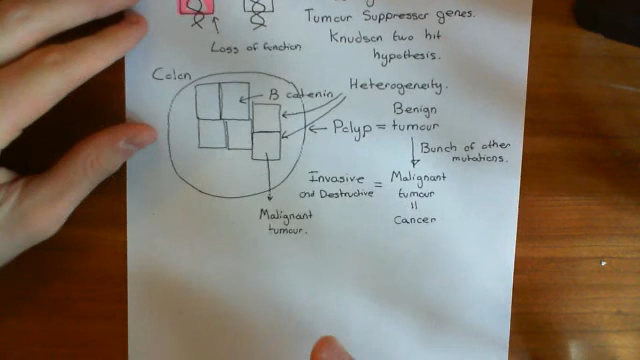 Tumour Suppressor genes.
Loss of function
Knudson two hit
hypothesis.
Colon
B catenin
Heterogeneity.
Polyp = Benign
tumour
Bunch of other
mutations.
Invasive
and Destructive
= Malignant
tumour
=
Cancer
Malignant
tumour.